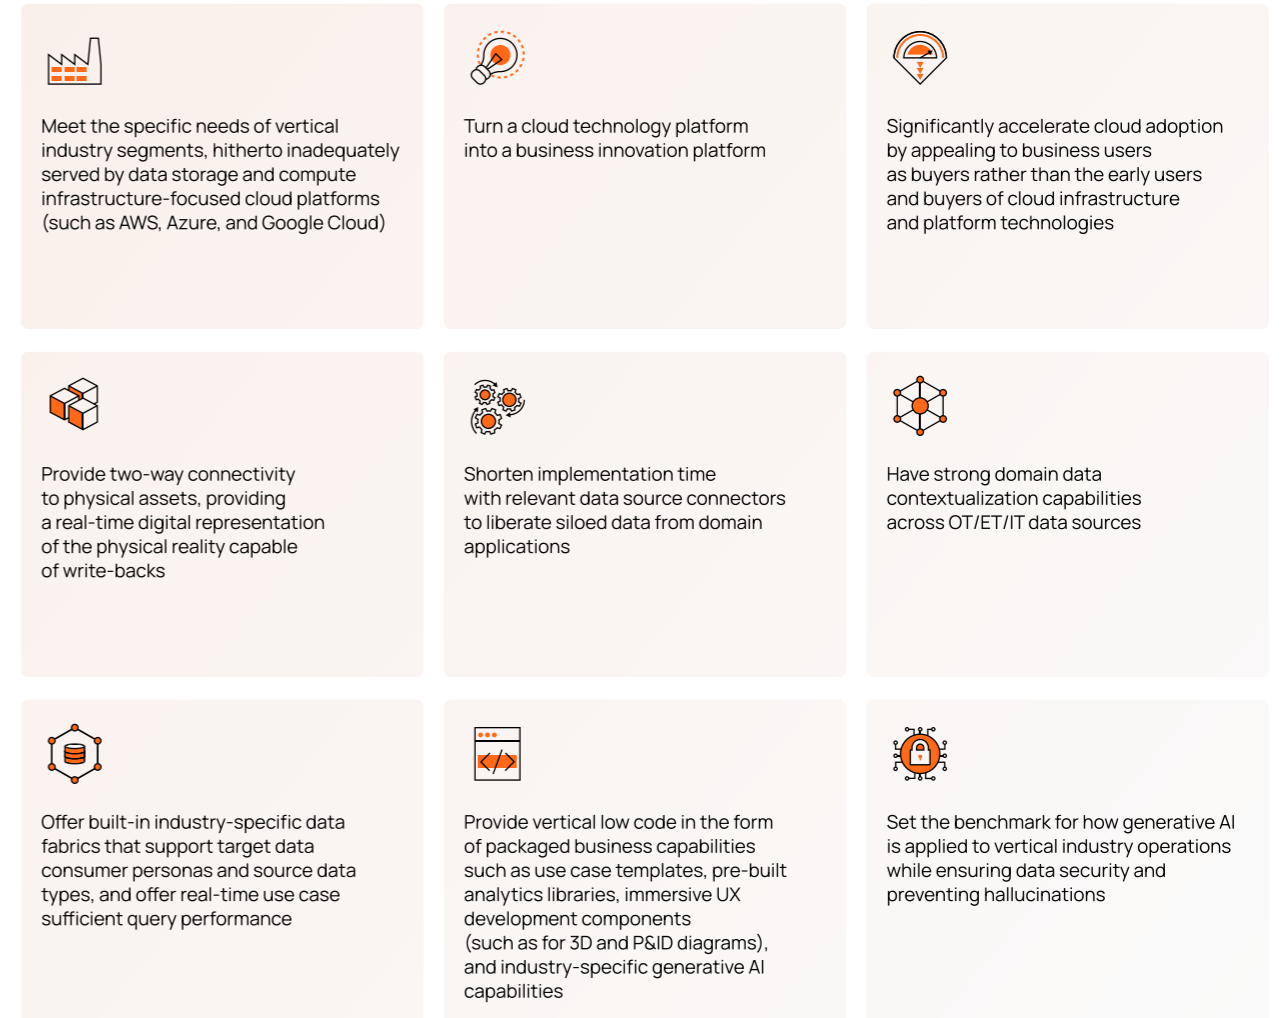 Meet the specific needs of vertical
industry segments, hitherto inadequately
served by data storage and compute
infrastructure-focused cloud platforms
(such as AWS, Azure, and Google Cloud)
Turn a cloud technology platform
into a business innovation platform
Significantly accelerate cloud adoption
by appealing to business users
as buyers rather than the early users
and buyers of cloud infrastructure
and platform technologies
Provide two-way connectivity
to physical assets, providing
a real-time digital representation
of the physical reality capable
of write-backs
Shorten implementation time
with relevant data source connectors
to liberate siloed data from domain
applications
Have strong domain data
contextualization capabilities
across OT/ET/IT data sources
Offer built-in industry-specific data
fabrics that support target data
consumer personas and source data
types, and offer real-time use case
sufficient query performance
Provide vertical low code in the form
of packaged business capabilities
such as use case templates, pre-built
analytics libraries, immersive UX
development components
(such as for 3D and P&ID diagrams),
and industry-specific generative AI
capabilities
Set the benchmark for how generative AI
is applied to vertical industry operations
while ensuring data security and
preventing hallucinations